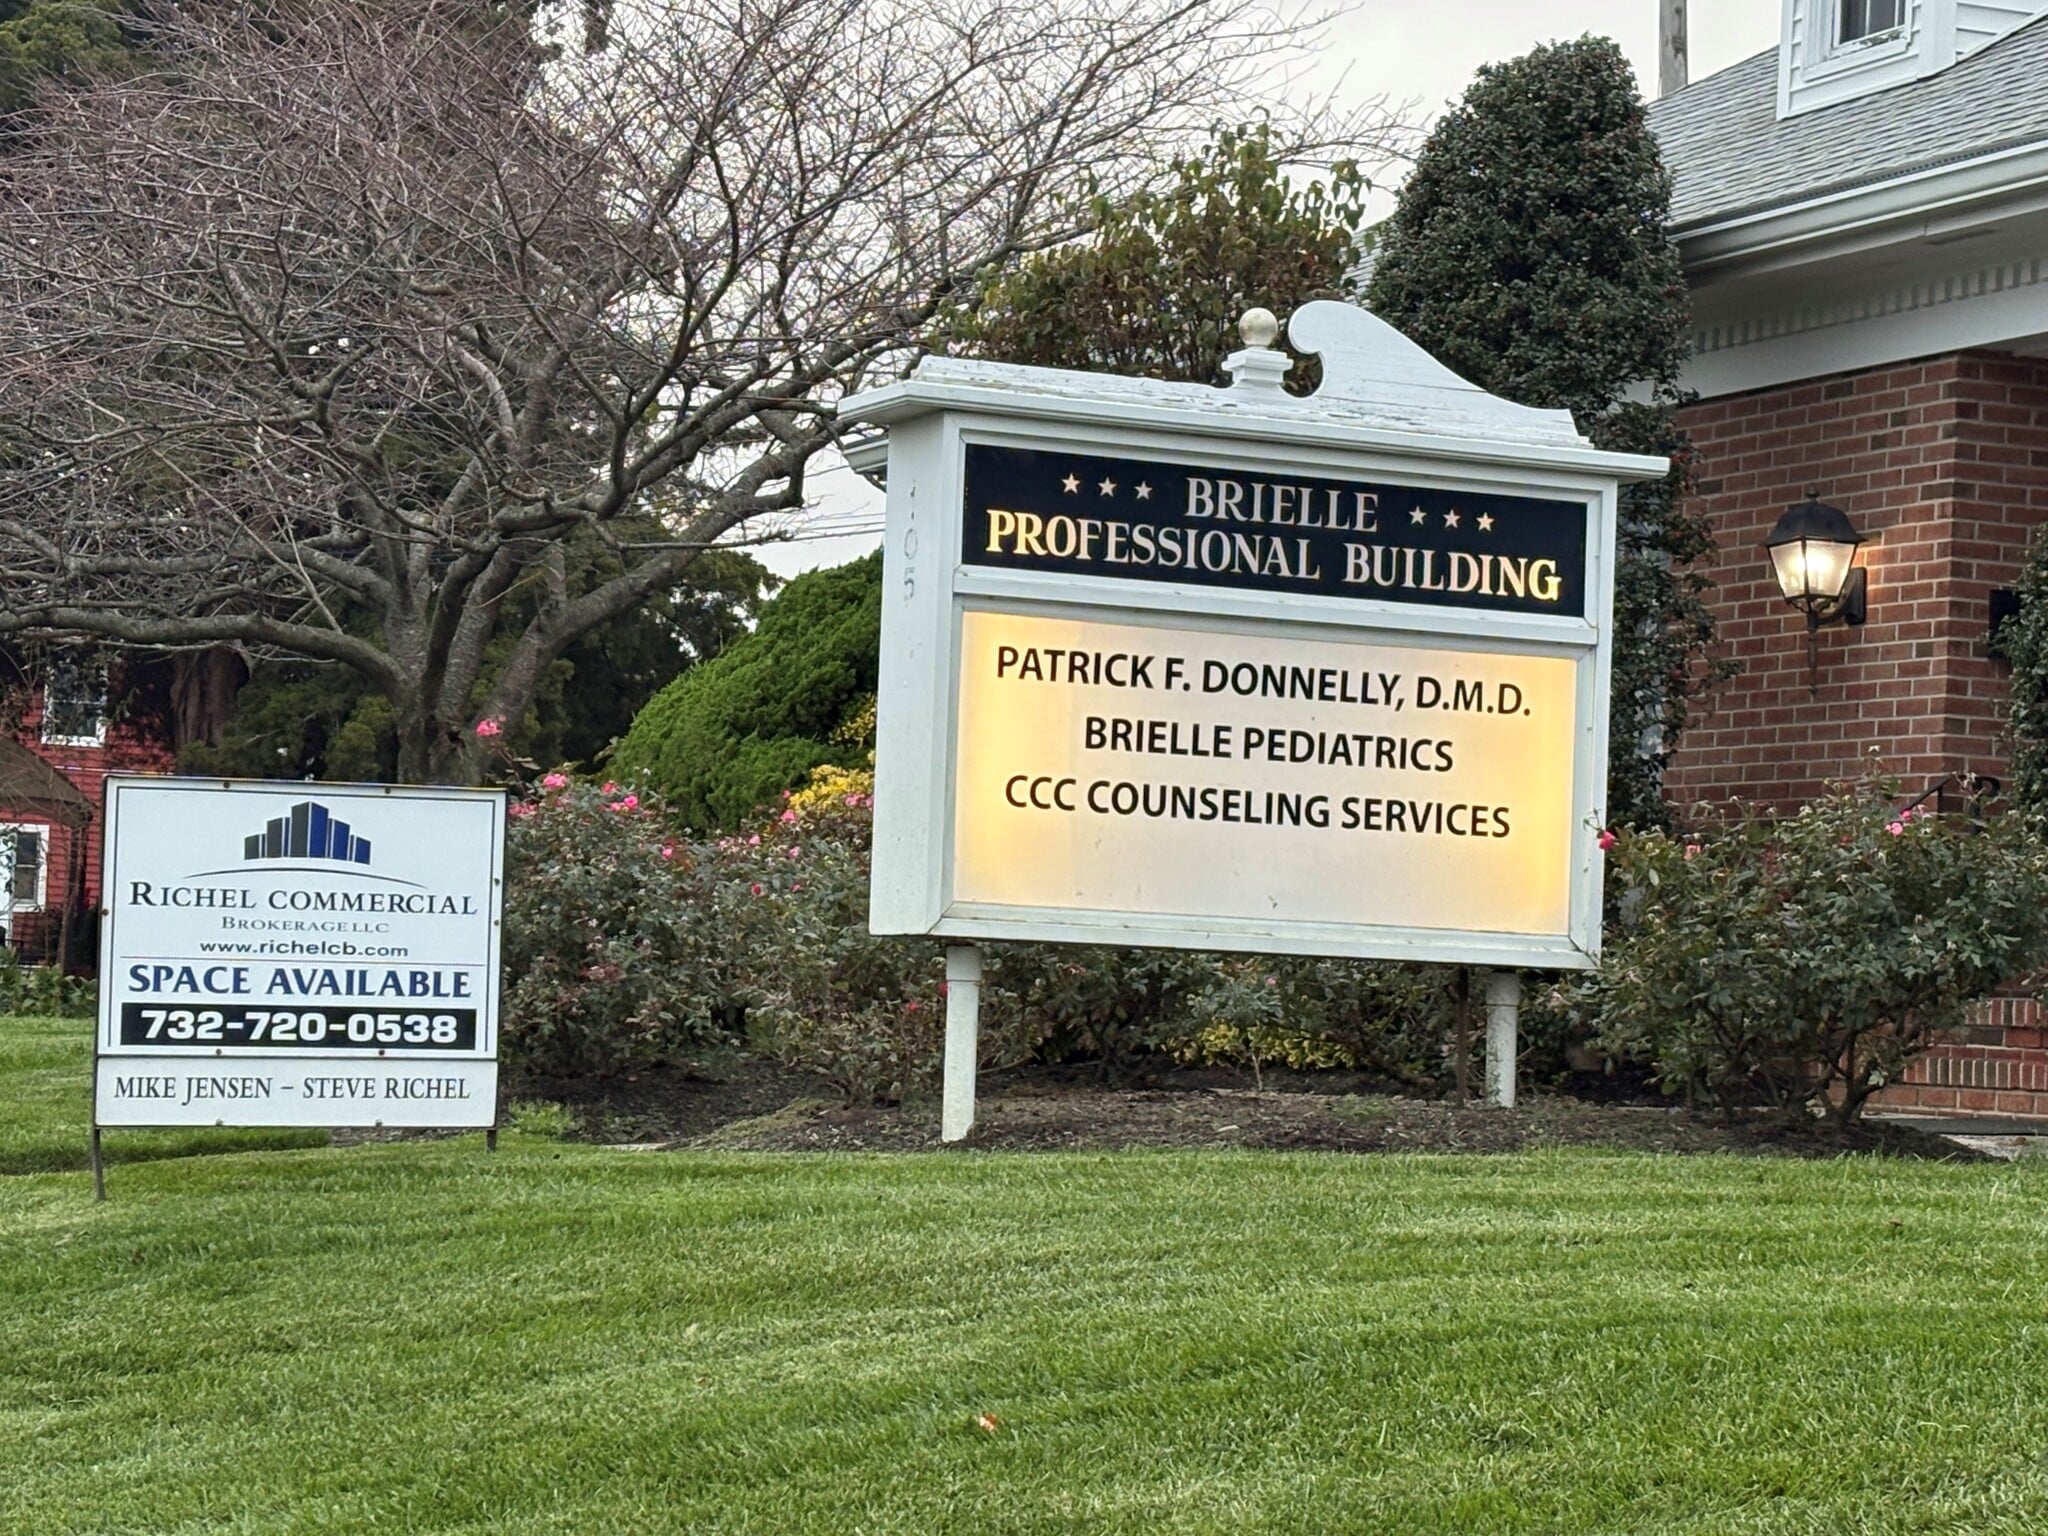 ★ ★ ★ BRIELLE ★ ★ ★
PROFESSIONAL BUILDING
PATRICK F. DONNELLY, D.M.D.
BRIELLE PEDIATRICS
CCC COUNSELING SERVICES
1105
RICHEL COMMERCIAL
BROKERAGE LLC
www.richelcb.com
SPACE AVAILABLE
732-720-0538
MIKE JENSEN – STEVE RICHEL